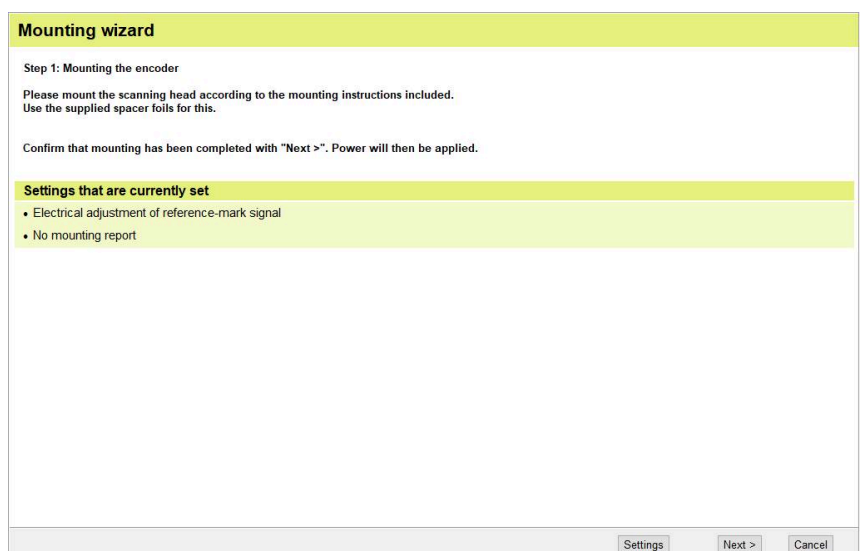 Mounting wizard
Step 1: Mounting the encoder
Please mount the scanning head according to the mounting instructions included.
Use the supplied spacer foils for this.
Confirm that mounting has been completed with "Next >". Power will then be applied.
Settings that are currently set
• Electrical adjustment of reference-mark signal
• No mounting report
Settings Next > Cancel